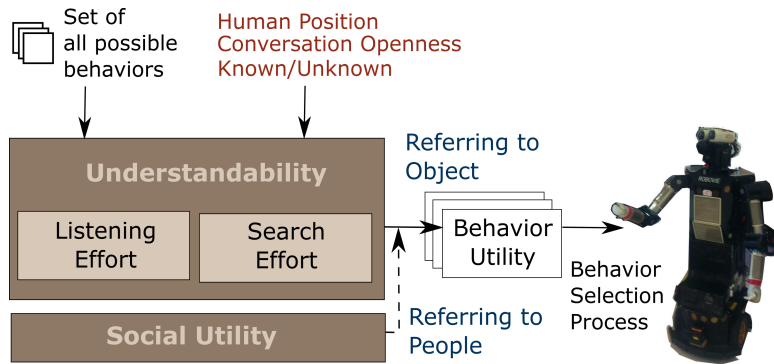 Set of
all possible
behaviors
Human Position
Conversation Openness
Known/Unknown
Understandability
Listening
Effort
Search
Effort
Social Utility
Referring to
Object
Behavior
Utility
Referring to
People
Behavior
Selection
Process
ROBOVIE